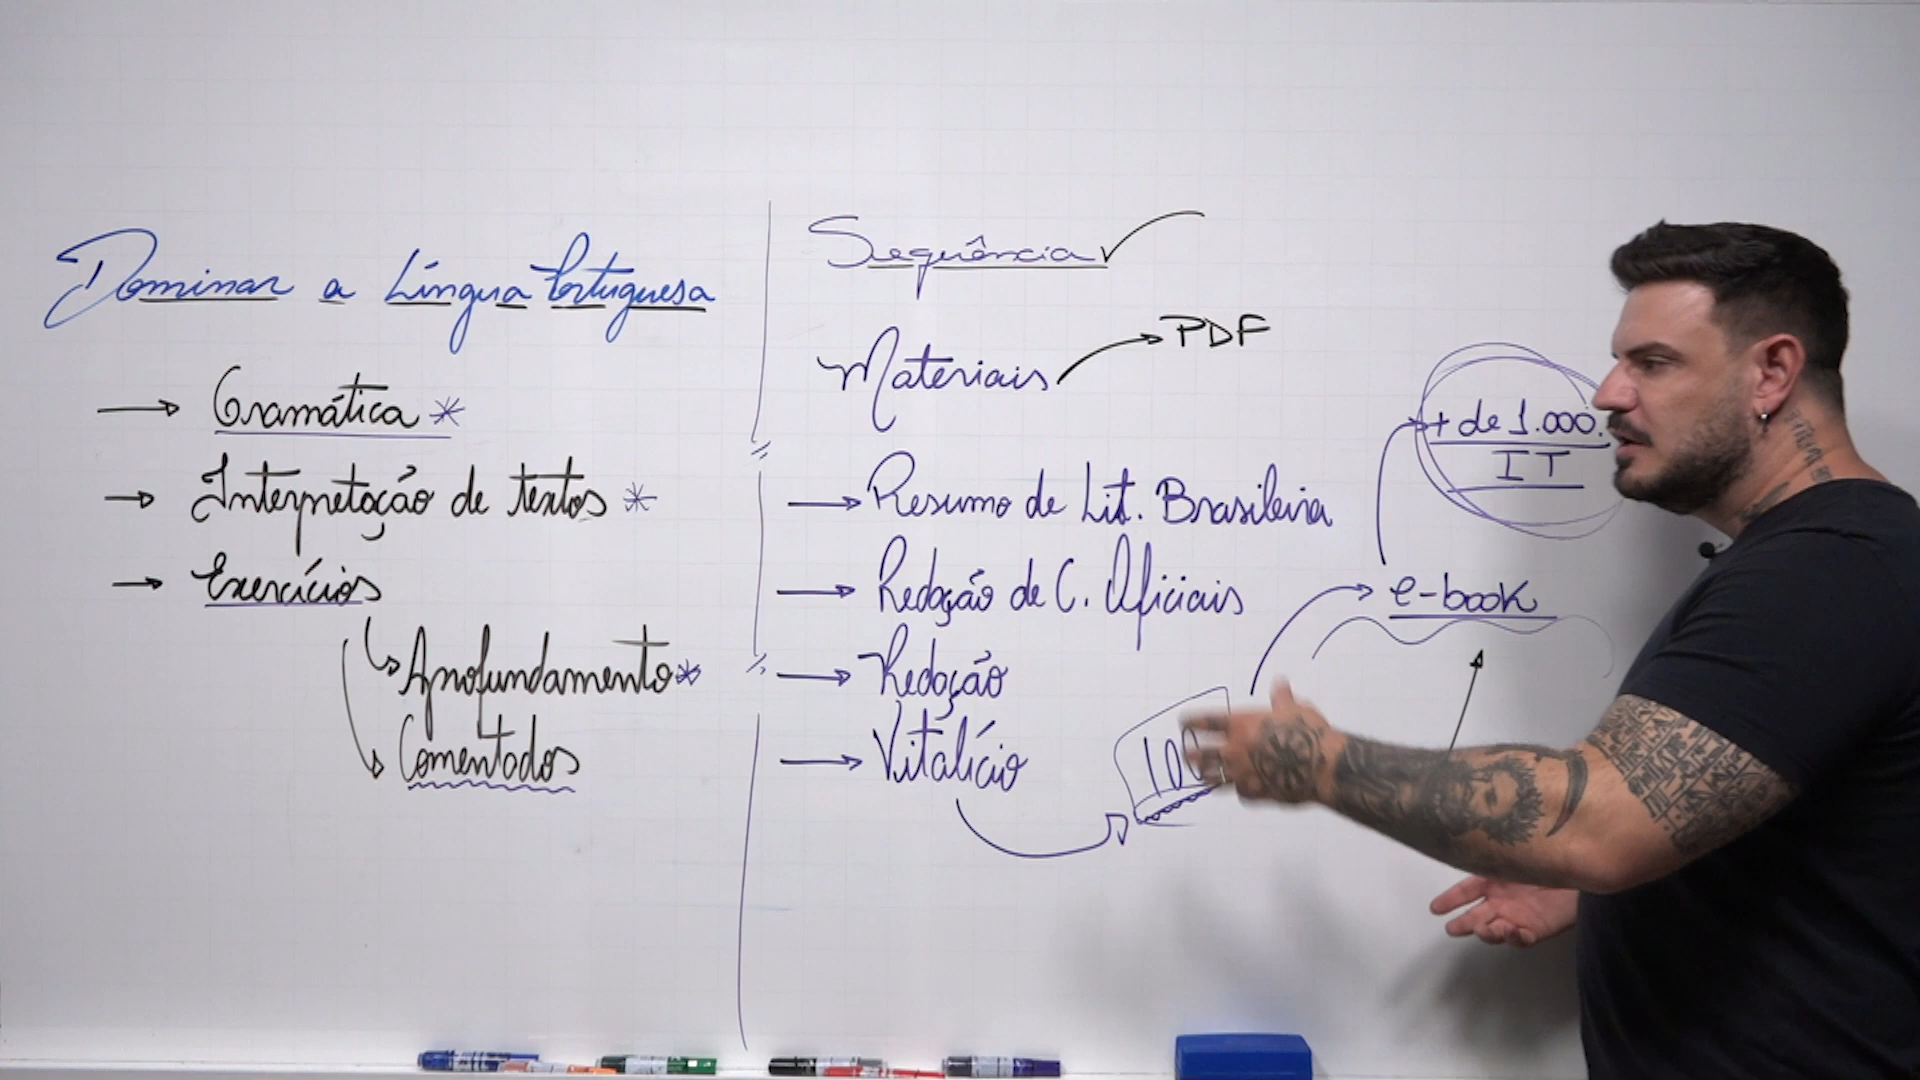 Dominar a Língua Portuguesa
Gramática *
Interpretação de textos *
Exercícios
Aprofundamento *
Comentados
Sequência
Materiais
PDF
Resumo de Lit. Brasileira
Redação de C. Oficiais
Redação
Vitalício
e-book
+ de 1.000.
IT